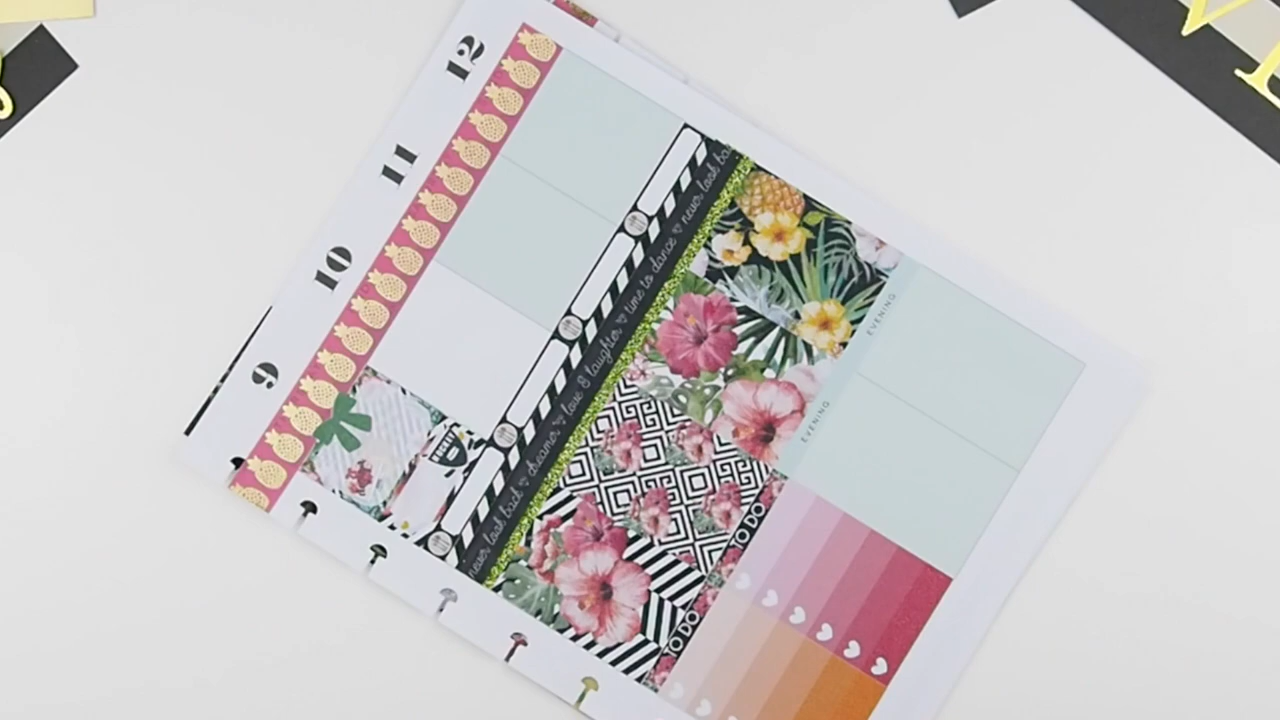 12
11
10
9
never look back ♡ dreamer ♡ love & laughter ♡ time to dance ♡ never look ba
EVENING
EVENING
TO DO
TO DO